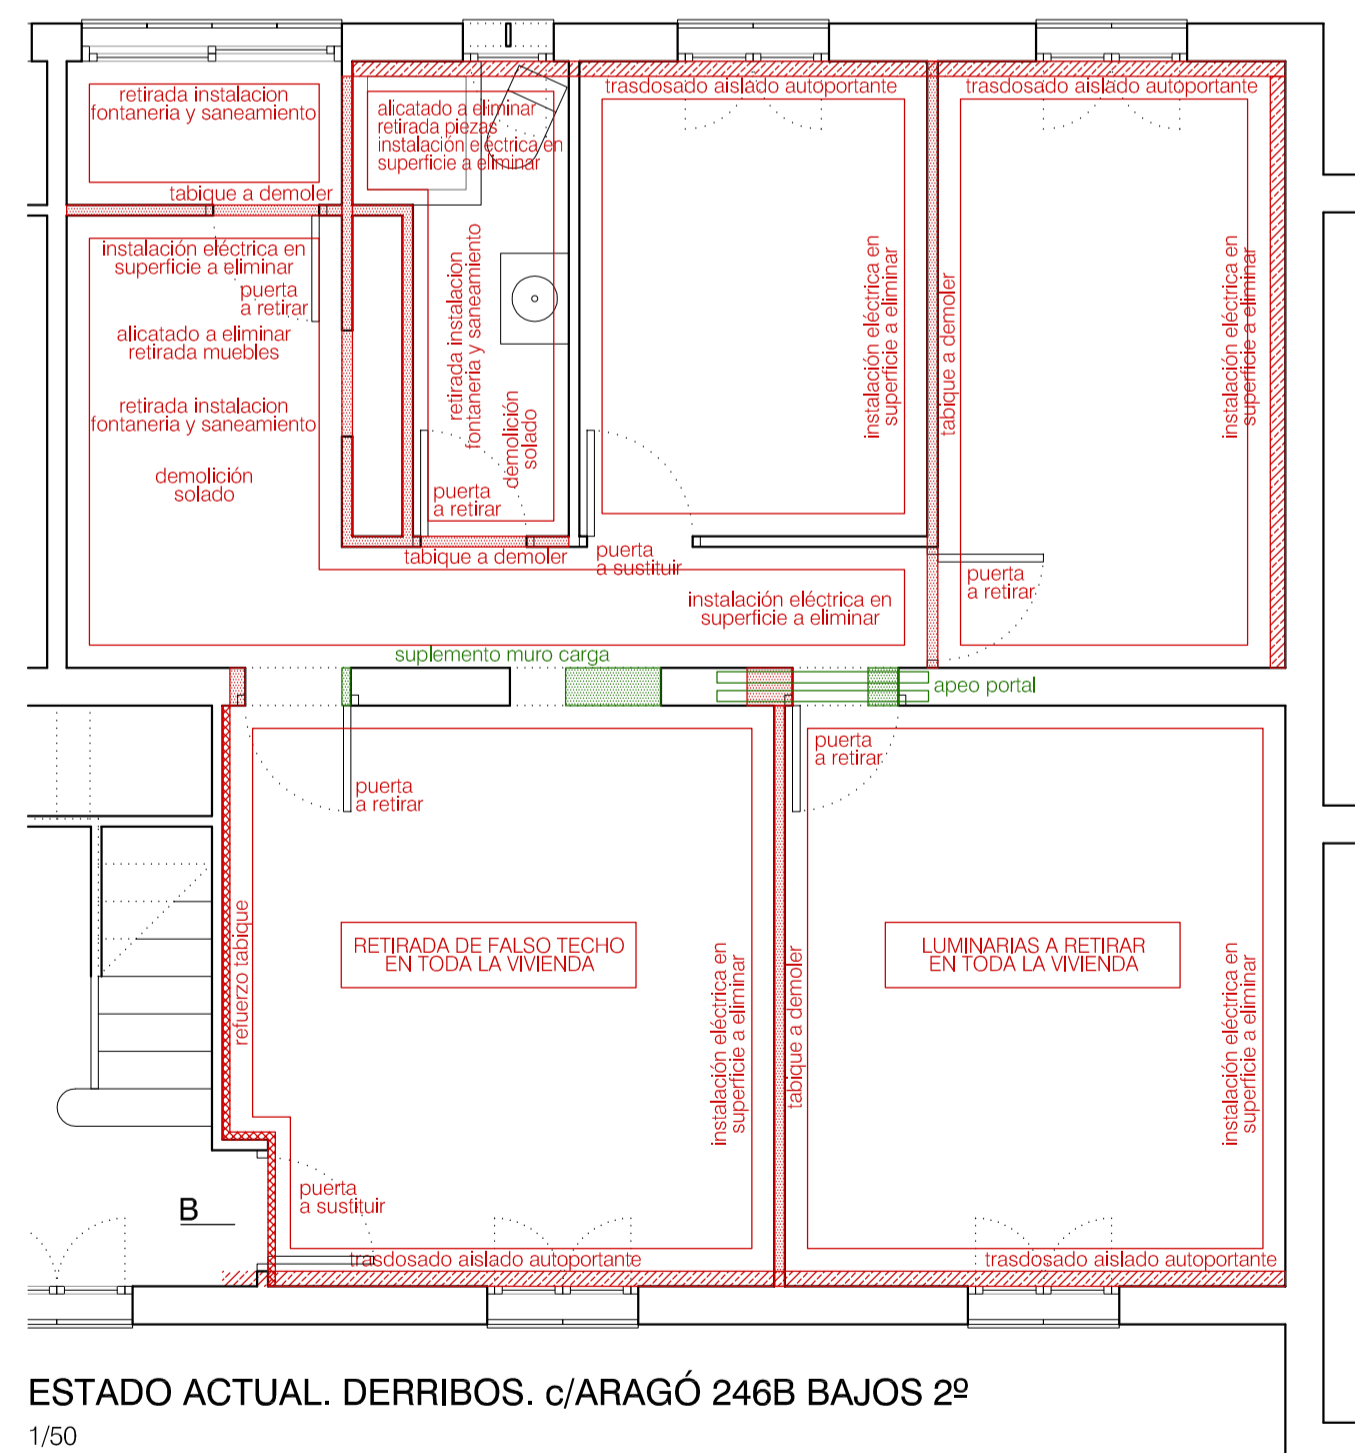 retirada instalacion
fontaneria y saneamiento
alicatado a eliminar
retirada piezas
instalación eléctrica en
superficie a eliminar
trasdosado aislado autoportante
trasdosado aislado autoportante
tabique a demoler
instalación eléctrica en
superficie a eliminar
puerta
a retirar
alicatado a eliminar
retirada muebles
retirada instalacion
fontaneria y saneamiento
demolición
solado
retirada instalacion
fontaneria y saneamiento
demolición
solado
puerta
a retirar
tabique a demoler
instalación eléctrica en
superficie a eliminar
tabique a demoler
instalación eléctrica en
superficie a eliminar
puerta
a sustituir
puerta
a retirar
instalación eléctrica en
superficie a eliminar
suplemento muro carga
apeo portal
puerta
a retirar
puerta
a retirar
refuerzo tabique
RETIRADA DE FALSO TECHO
EN TODA LA VIVIENDA
instalación eléctrica en
superficie a eliminar
tabique a demoler
LUMINARIAS A RETIRAR
EN TODA LA VIVIENDA
instalación eléctrica en
superficie a eliminar
puerta
a sustituir
B
trasdosado aislado autoportante
trasdosado aislado autoportante
ESTADO ACTUAL. DERRIBOS. c/ARAGÓ 246B BAJOS 2º
1/50